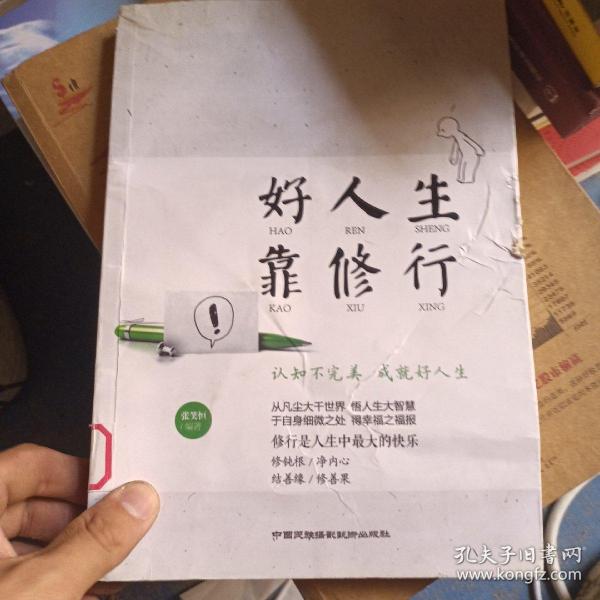 好人生
HAO REN SHENG
靠修行
KAO XIU XING
!
认知不完美 成就好人生
张笑恒
/编著
从凡尘大千世界 悟人生大智慧
于自身细微之处 得幸福之福报
修行是人生中最大的快乐
修钝根/净内心
结善缘/修善果
中国民族摄影艺术出版社
孔夫子旧书网
www.kongfz.com